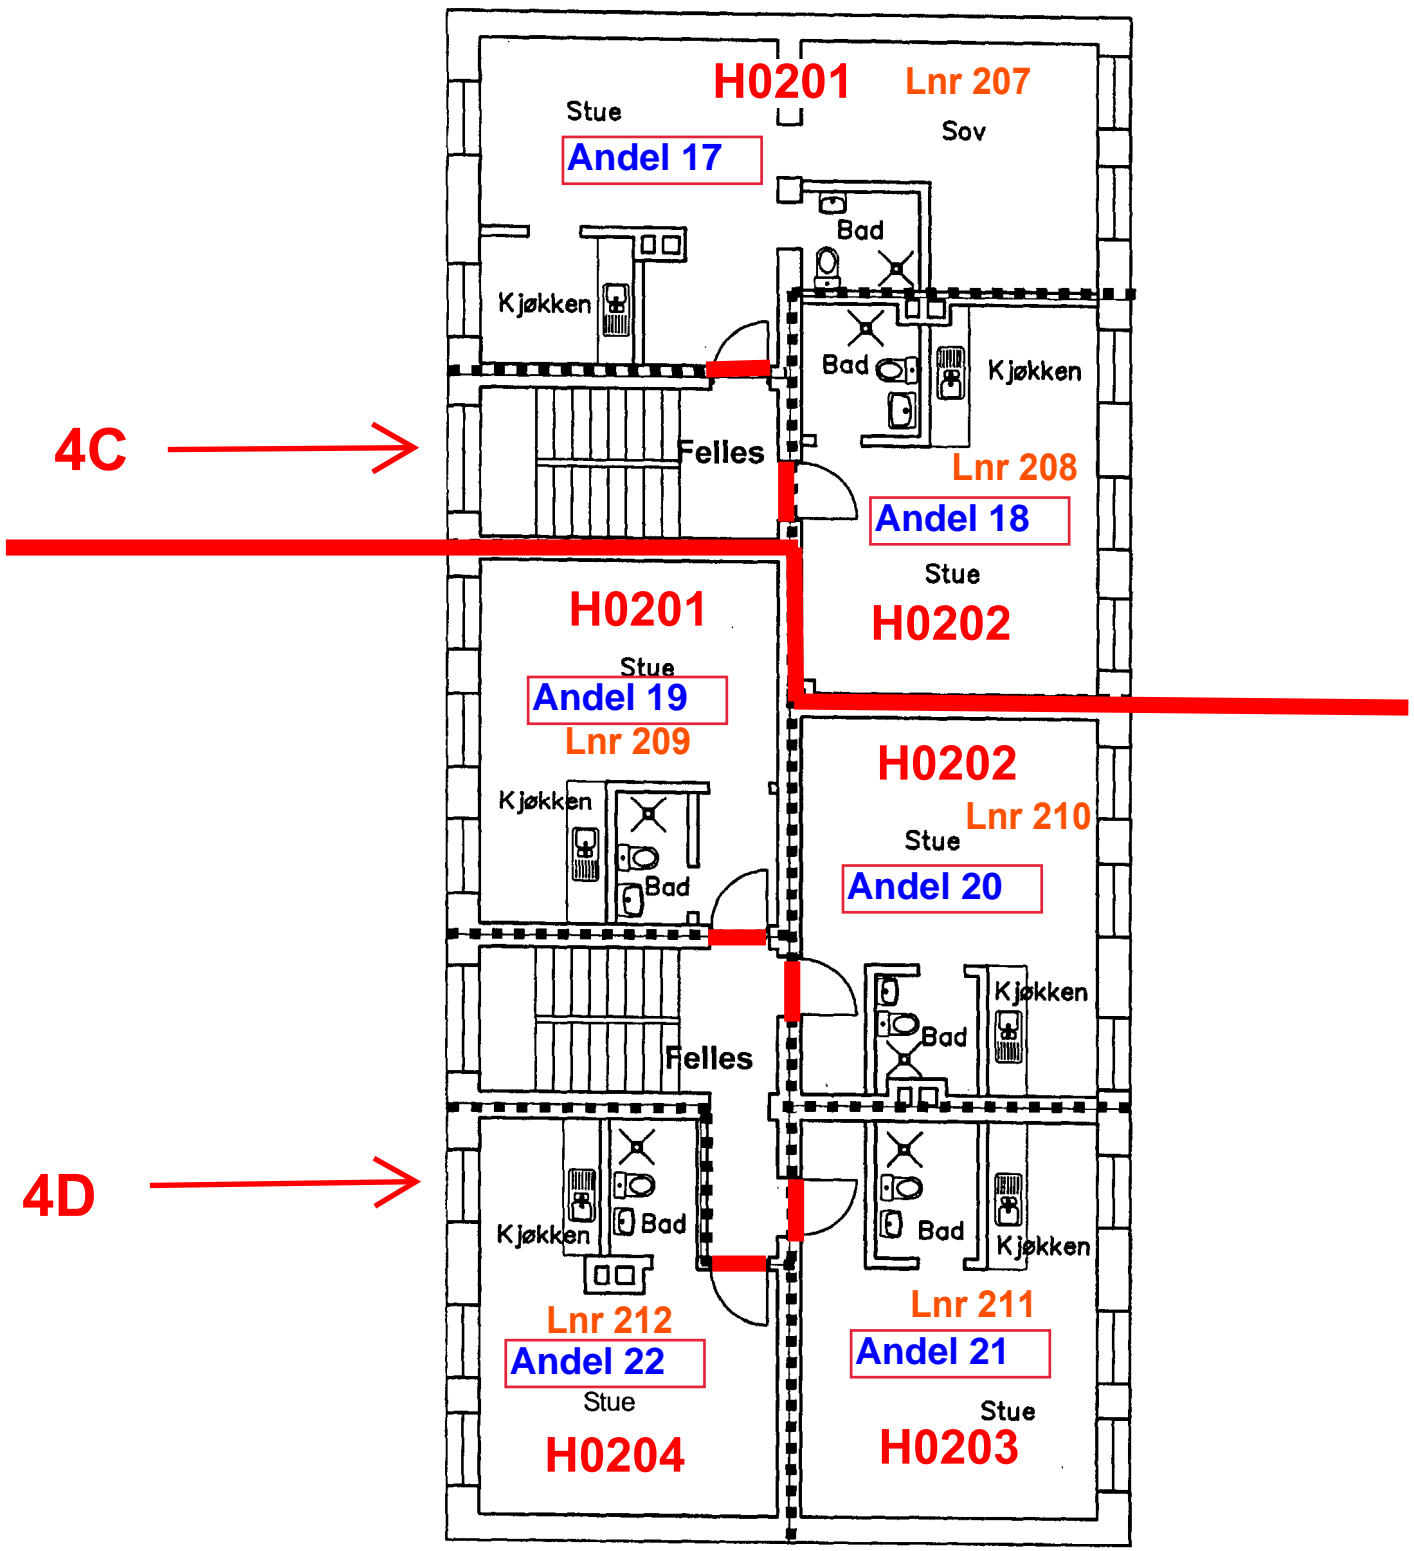 H0201
Lnr 207
Stue
Sov
Andel 17
Bad
Kjøkken
Bad
Kjøkken
4C
Felles
Lnr 208
Andel 18
Stue
H0202
H0201
Stue
Andel 19
Lnr 209
H0202
Lnr 210
Stue
Kjøkken
Bad
Andel 20
Kjøkken
Bad
Felles
4D
Kjøkken
Bad
Bad
Kjøkken
Lnr 212
Andel 22
Stue
H0204
Lnr 211
Andel 21
Stue
H0203